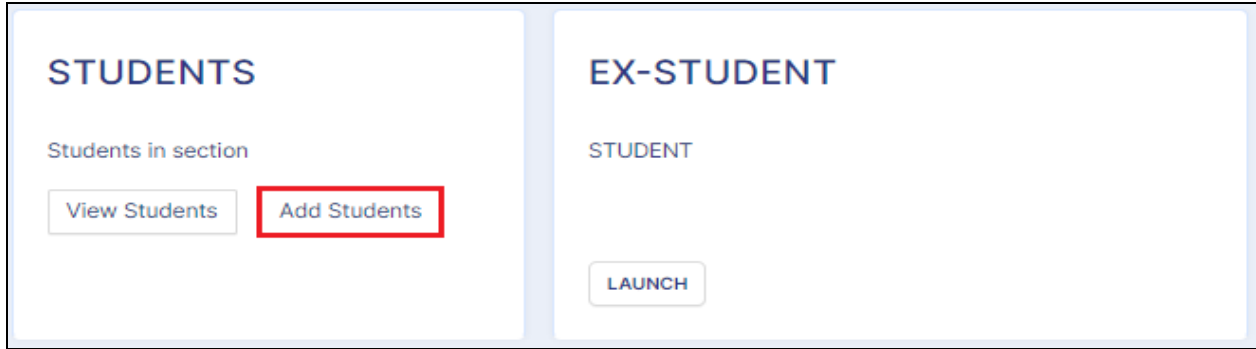 STUDENTS
Students in section
View Students
Add Students
EX-STUDENT
STUDENT
LAUNCH